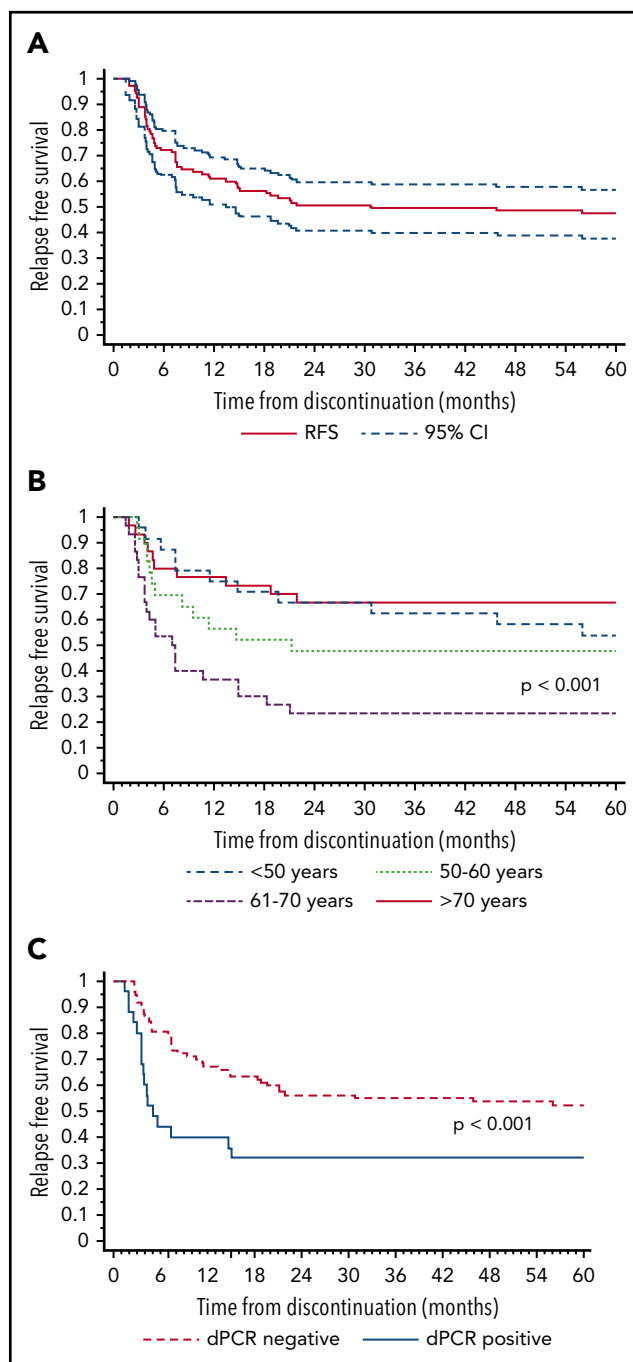 A
Relapse free survival
1
0.9
0.8
0.7
0.6
0.5
0.4
0.3
0.2
0.1
0
0 6 12 18 24 30 36 42 48 54 60
Time from discontinuation (months)
RFS 95% CI
B
Relapse free survival
1
0.9
0.8
0.7
0.6
0.5
0.4
0.3
0.2
0.1
0
p < 0.001
0 6 12 18 24 30 36 42 48 54 60
Time from discontinuation (months)
<50 years 50-60 years
61-70 years >70 years
C
Relapse free survival
1
0.9
0.8
0.7
0.6
0.5
0.4
0.3
0.2
0.1
0
p < 0.001
0 6 12 18 24 30 36 42 48 54 60
Time from discontinuation (months)
dPCR negative dPCR positive